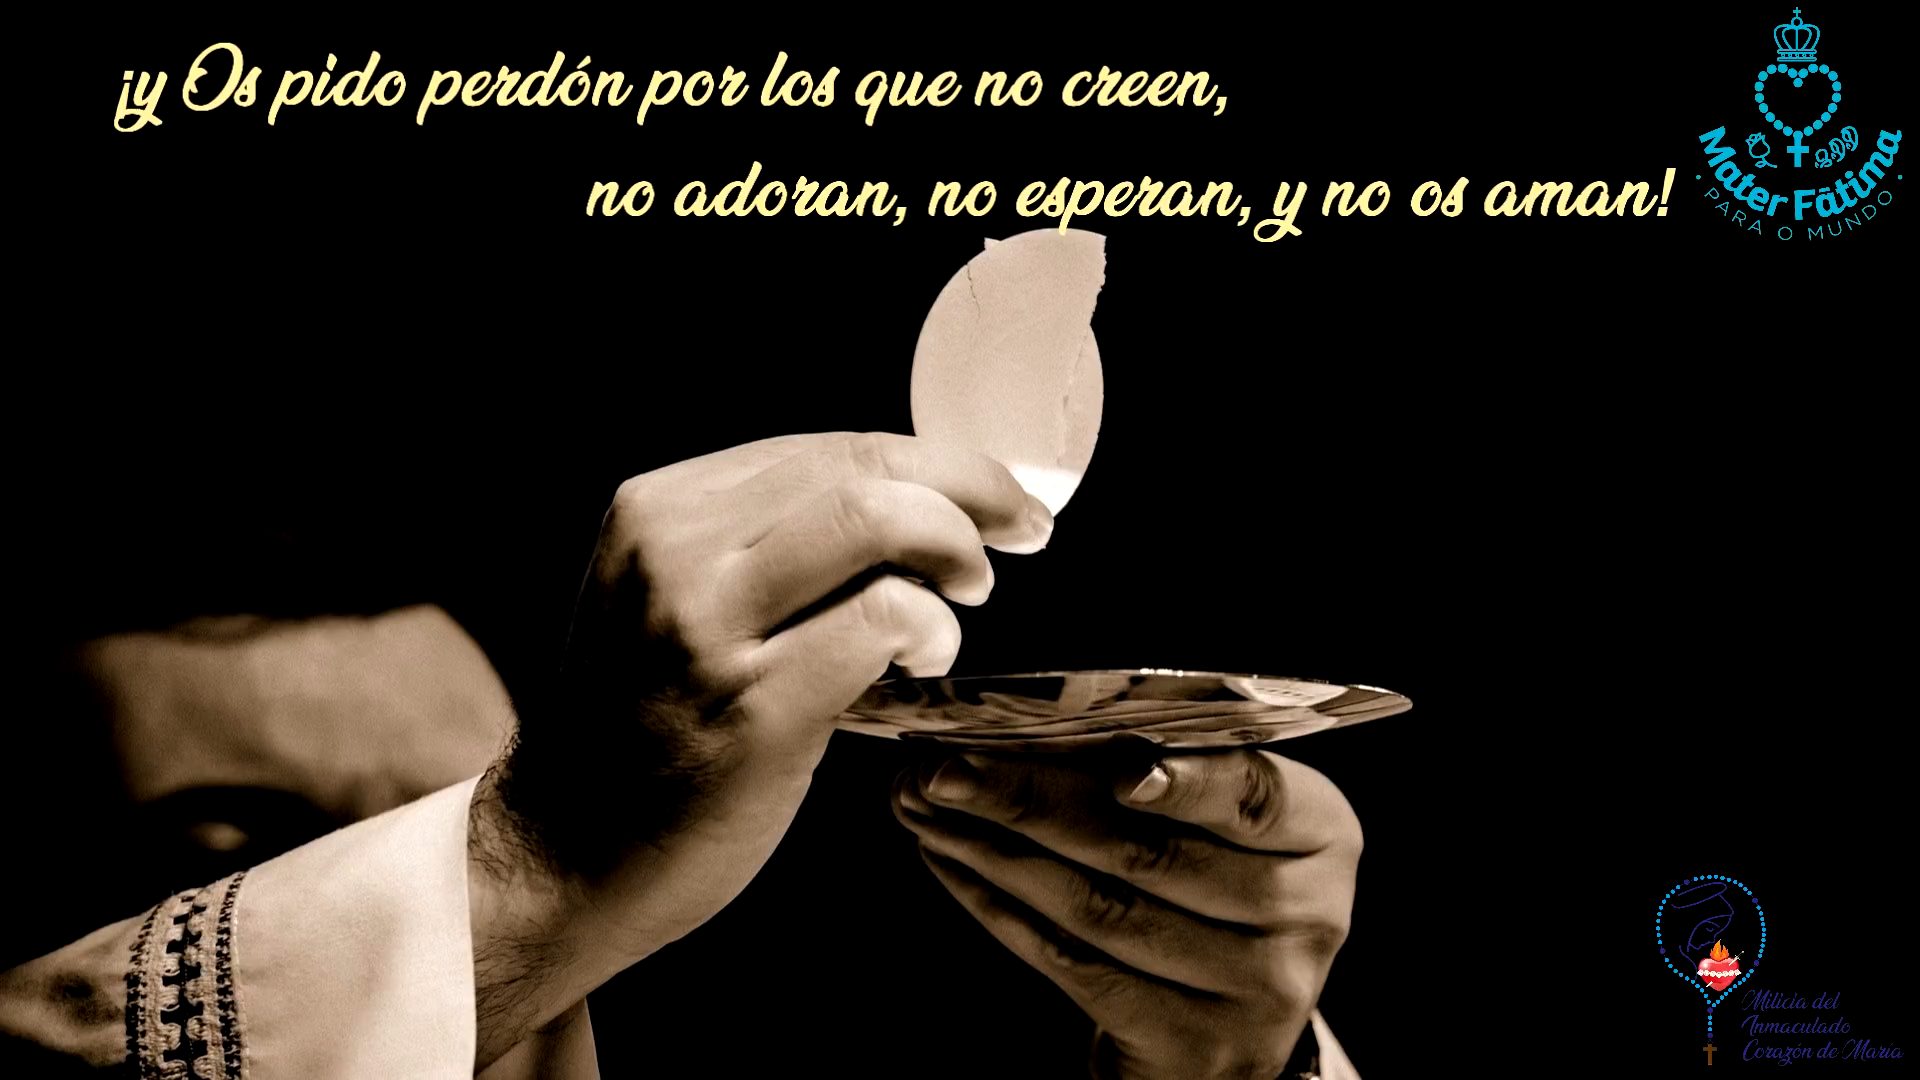 ¡y Os pido perdón por los que no creen,
no adoran, no esperan, y no os aman!
Mater Fátima
· PARA O MUNDO ·
Milicia del
Inmaculado
Corazón de María